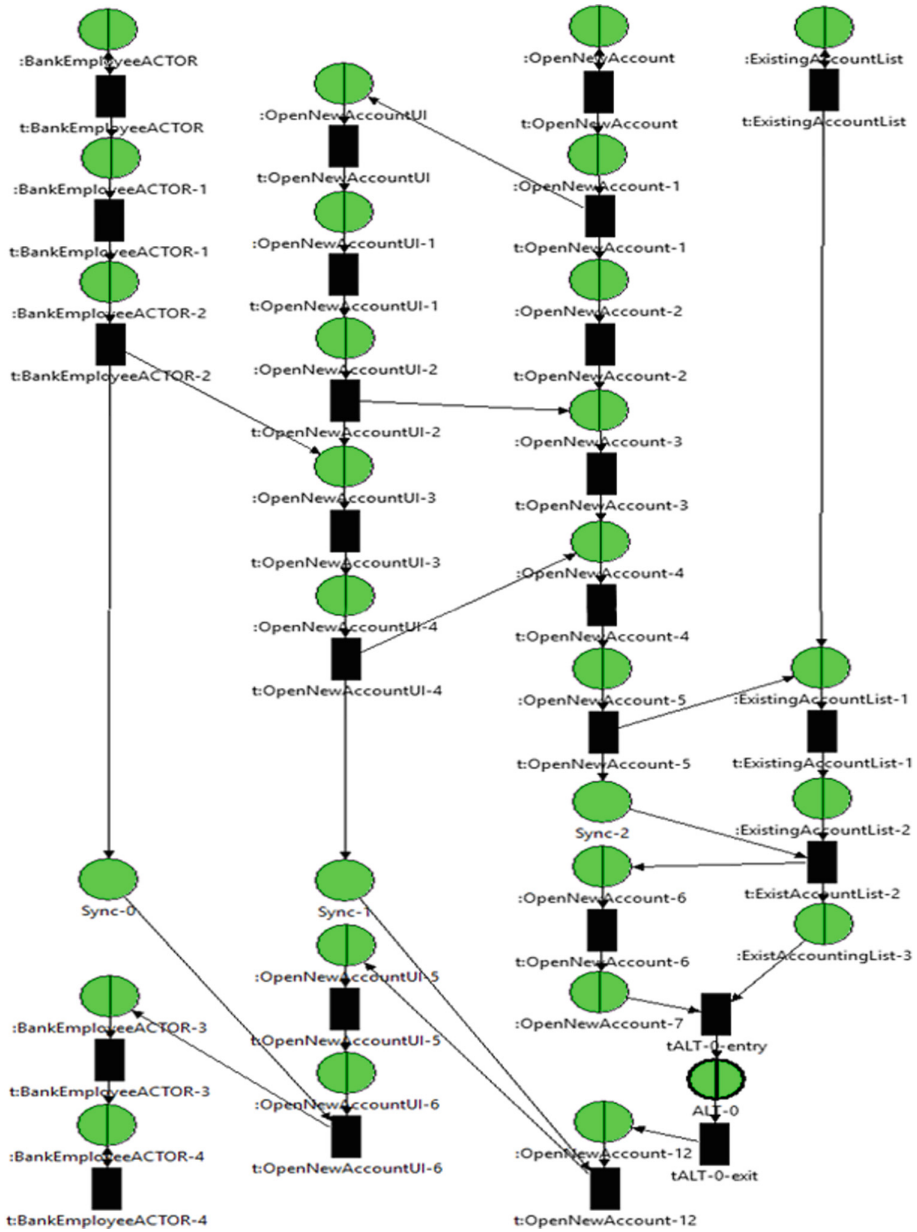 :BankEmployeeACTOR
t:BankEmployeeACTOR
:BankEmployeeACTOR-1
t:BankEmployeeACTOR-1
:BankEmployeeACTOR-2
t:BankEmployeeACTOR-2
Sync-0
:BankEmployeeACTOR-3
t:BankEmployeeACTOR-3
:BankEmployeeACTOR-4
t:BankEmployeeACTOR-4
:OpenNewAccountUI
t:OpenNewAccountUI
:OpenNewAccountUI-1
t:OpenNewAccountUI-1
:OpenNewAccountUI-2
t:OpenNewAccountUI-2
:OpenNewAccountUI-3
t:OpenNewAccountUI-3
:OpenNewAccountUI-4
t:OpenNewAccountUI-4
Sync-1
:OpenNewAccountUI-5
t:OpenNewAccountUI-5
:OpenNewAccountUI-6
t:OpenNewAccountUI-6
:OpenNewAccount
t:OpenNewAccount
:OpenNewAccount-1
t:OpenNewAccount-1
:OpenNewAccount-2
t:OpenNewAccount-2
:OpenNewAccount-3
t:OpenNewAccount-3
:OpenNewAccount-4
t:OpenNewAccount-4
:OpenNewAccount-5
t:OpenNewAccount-5
Sync-2
:OpenNewAccount-6
t:OpenNewAccount-6
:OpenNewAccount-7
:OpenNewAccount-12
t:OpenNewAccount-12
:ExistingAccountList
t:ExistingAccountList
:ExistingAccountList-1
t:ExistingAccountList-1
:ExistingAccountList-2
t:ExistAccountList-2
:ExistAccountingList-3
tALT-0-entry
ALT-0
tALT-0-exit